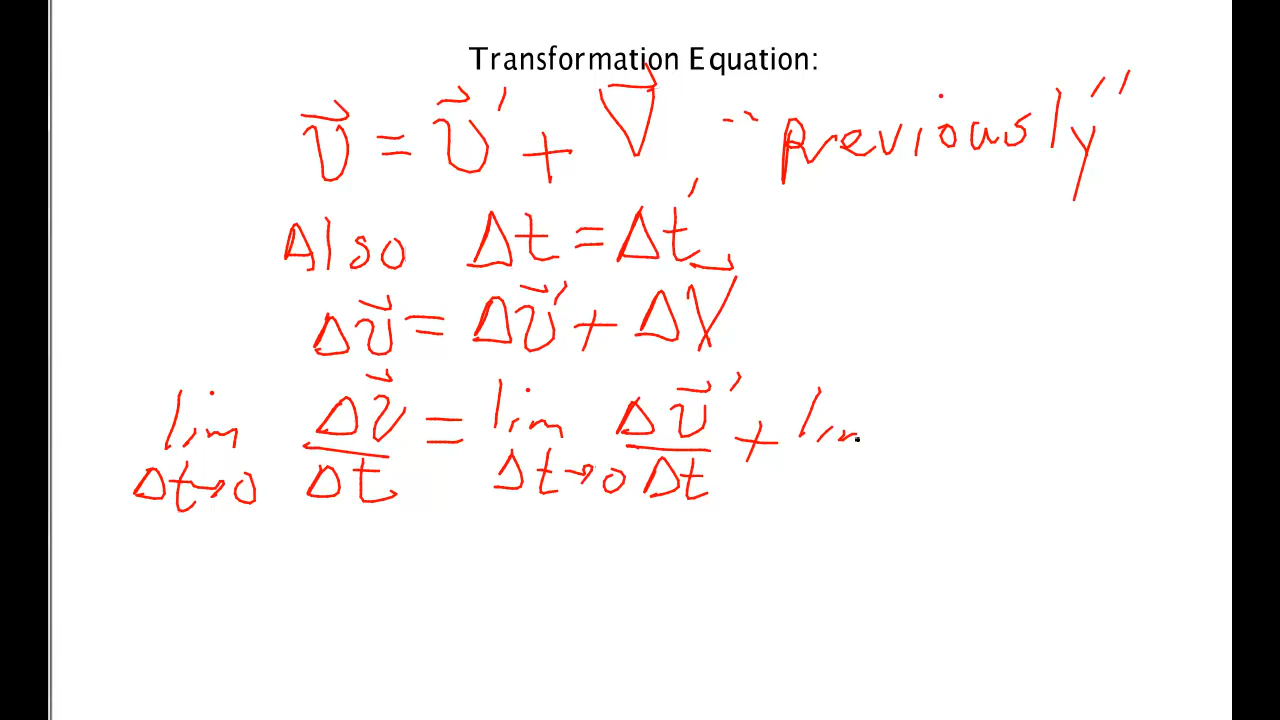 Transformation Equation:
v⃗ = v⃗' + V⃗ "previously"
Also Δt = Δt'
Δv⃗ = Δv⃗' + ΔV⃗
lim Δt→0 Δv⃗/Δt = lim Δt→0 Δv⃗'/Δt + lim